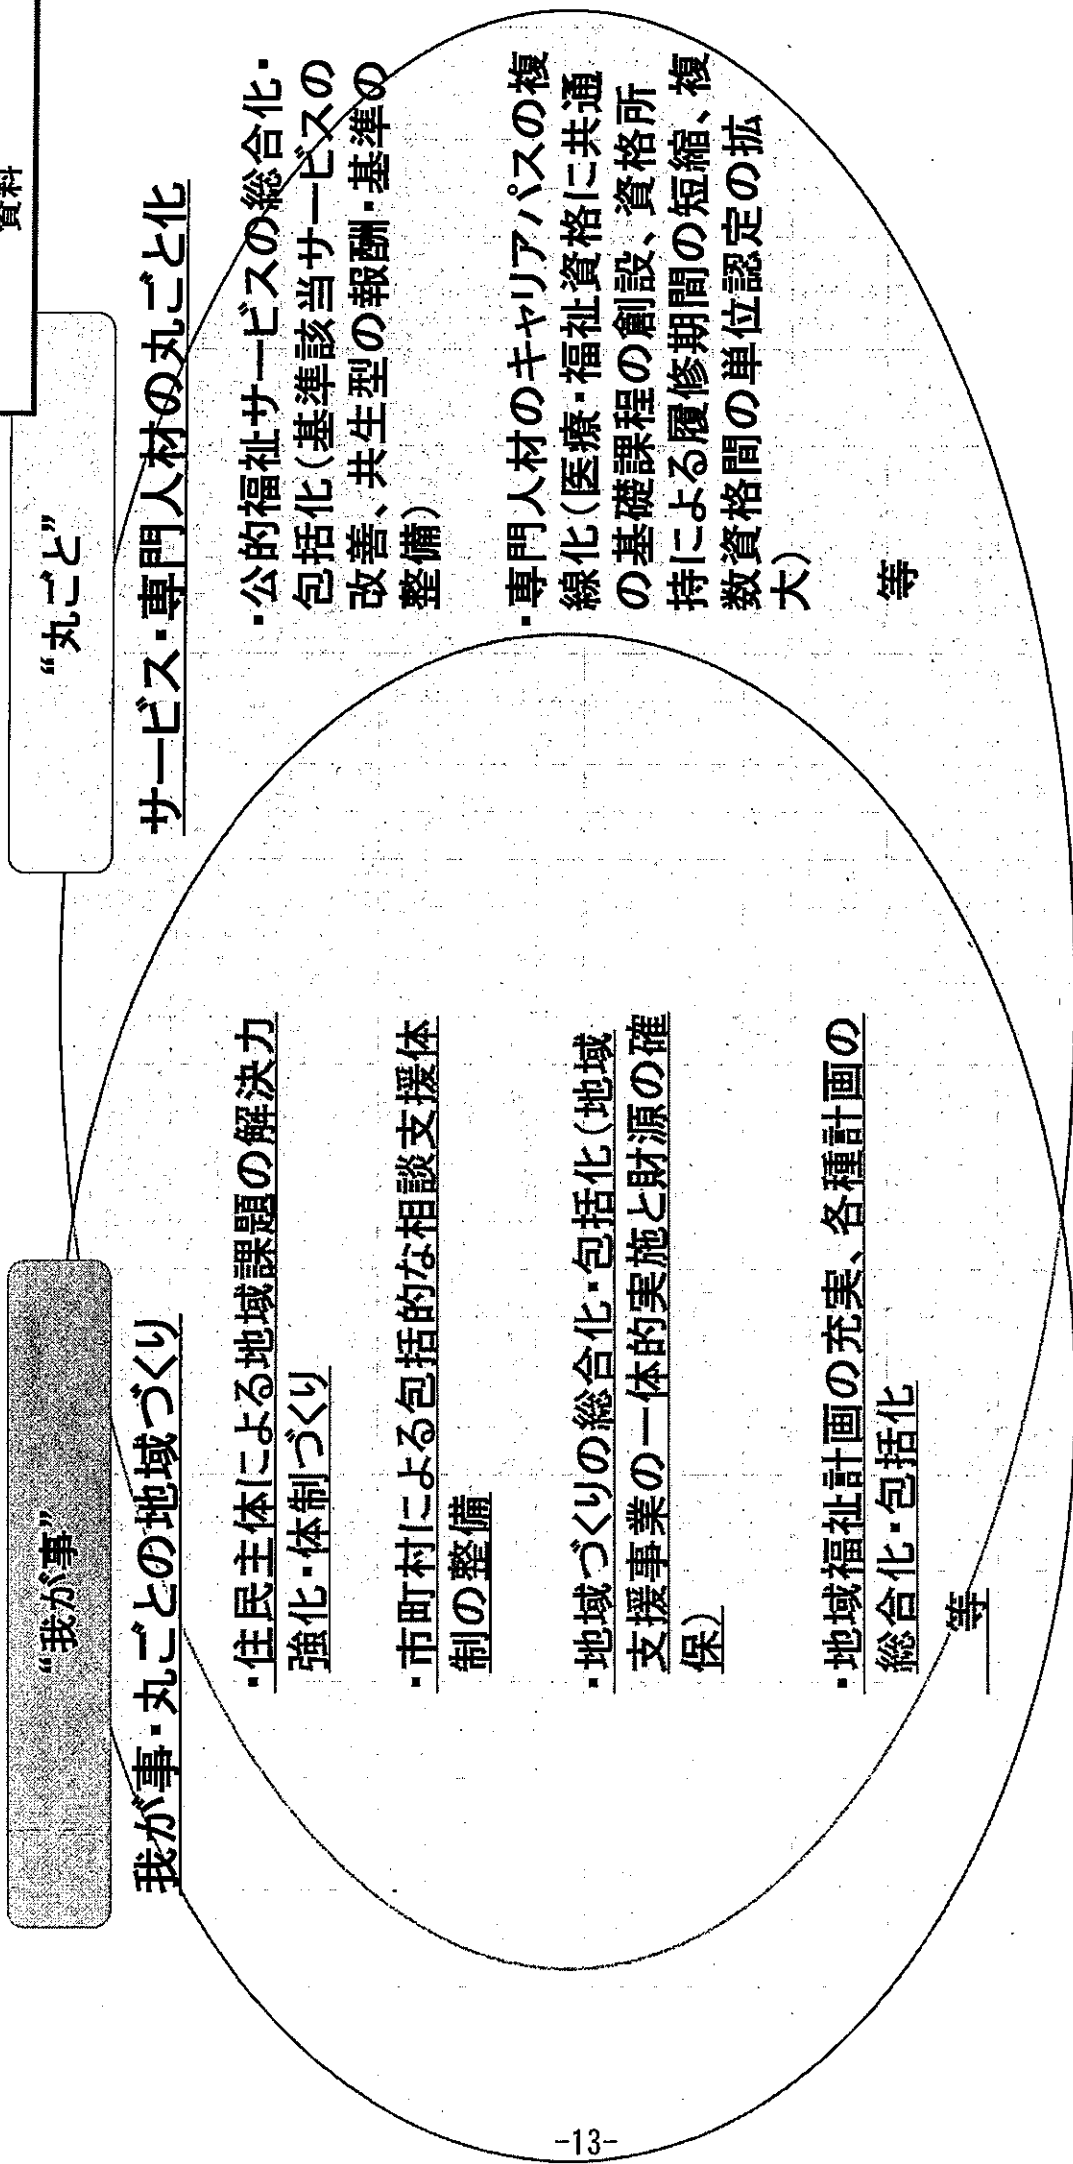 資料
“我が事”
我が事・丸ごとの地域づくり
・住民主体による地域課題の解決力
強化・体制づくり
・市町村による包括的な相談支援体
制の整備
・地域づくりの総合化・包括化(地域
支援事業の一体的実施と財源の確
保)
・地域福祉計画の充実、各種計画の
総合化・包括化
等
“丸ごと”
サービス・専門人材の丸ごと化
・公的福祉サービスの総合化・
包括化(基準該当サービスの
改善、共生型の報酬・基準の
整備)
・専門人材のキャリアパスの複
線化(医療・福祉資格に共通
の基礎課程の創設、資格所
持による履修期間の短縮、複
数資格間の単位認定の拡
大)
等
-13-